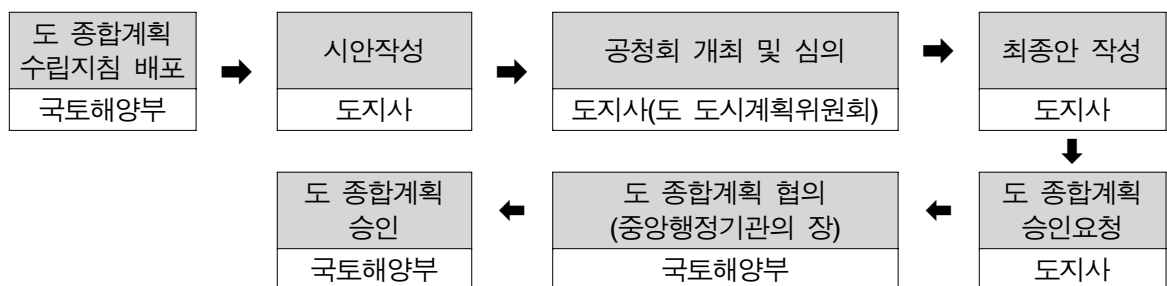 도 종합계획
수립지침 배포
국토해양부
시안작성
도지사
공청회 개최 및 심의
도지사(도 도시계획위원회)
최종안 작성
도지사
도 종합계획
승인요청
도지사
도 종합계획 협의
(중앙행정기관의 장)
국토해양부
도 종합계획
승인
국토해양부